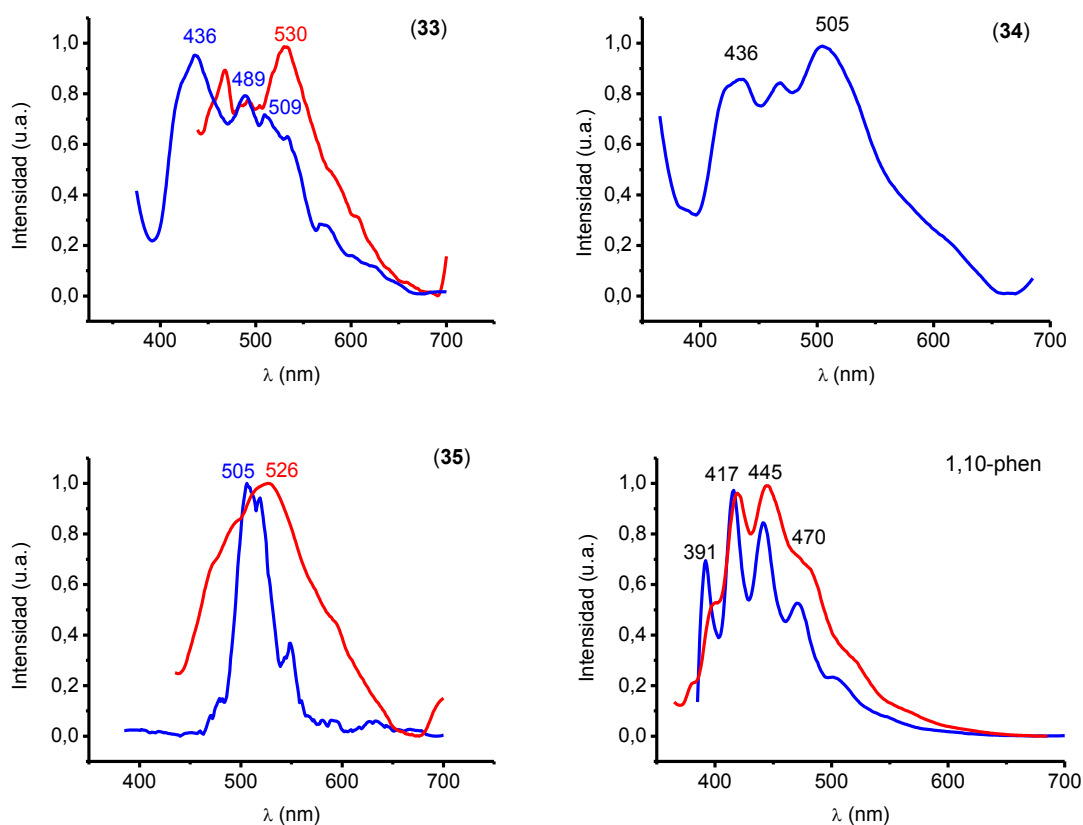 (33)
436
530
489
509
1,0
0,8
0,6
0,4
0,2
0,0
Intensidad (u.a.)
400 500 600 700
λ (nm)
(34)
505
436
1,0
0,8
0,6
0,4
0,2
0,0
Intensidad (u.a.)
400 500 600 700
λ (nm)
(35)
505 526
1,0
0,8
0,6
0,4
0,2
0,0
Intensidad (u.a.)
400 500 600 700
λ (nm)
1,10-phen
417 445
391
470
1,0
0,8
0,6
0,4
0,2
0,0
Intensidad (u.a.)
400 500 600 700
λ (nm)